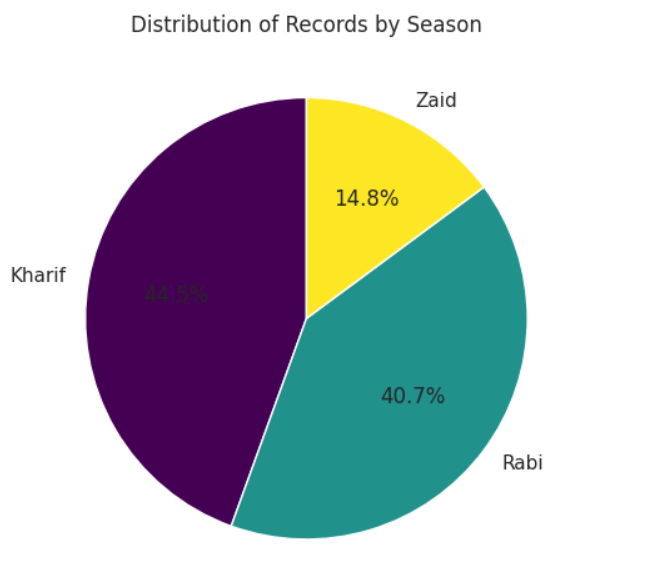 Distribution of Records by Season
Zaid
14.8%
Kharif
44.5%
40.7%
Rabi